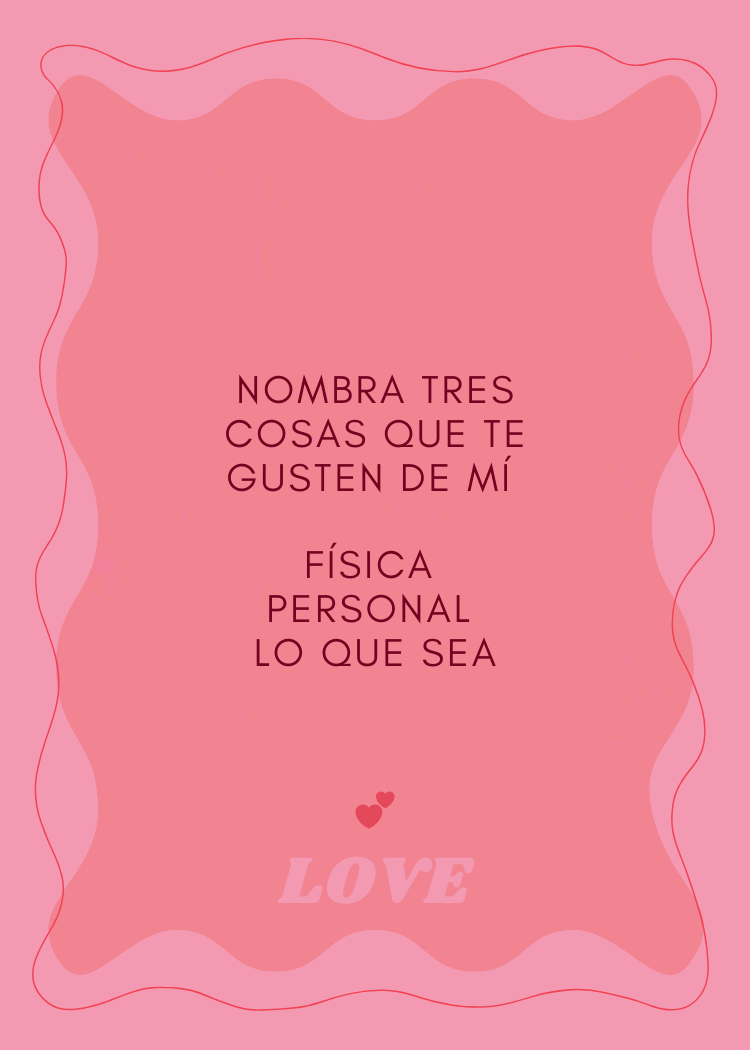 NOMBRA TRES
COSAS QUE TE
GUSTEN DE MÍ
FÍSICA
PERSONAL
LO QUE SEA
LOVE